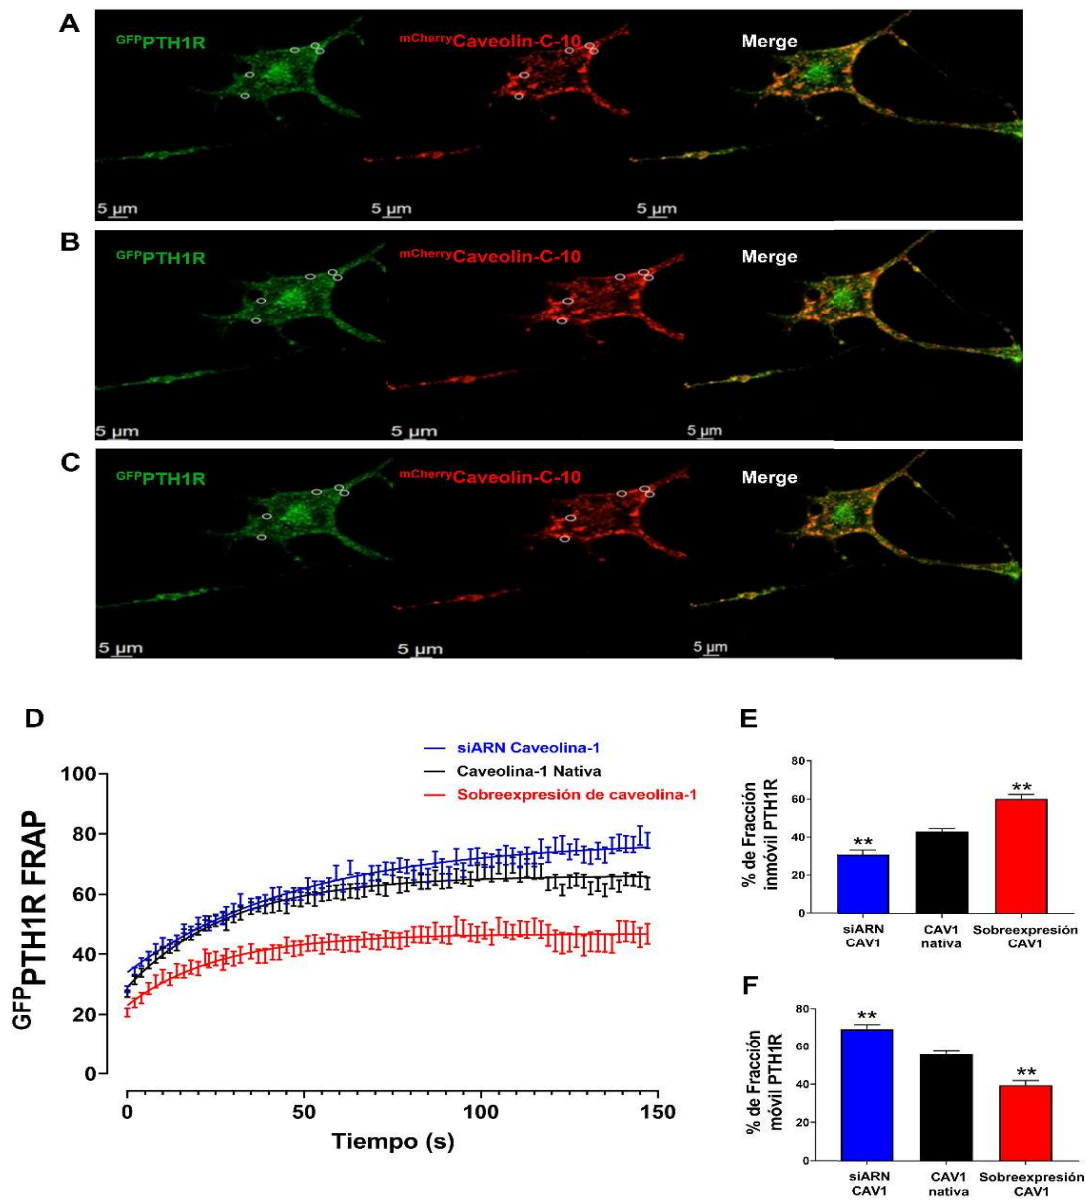 A
GFPPTH1R
mCherryCaveolin-C-10
Merge
5 µm
5 µm
5 µm
B
GFPPTH1R
mCherryCaveolin-C-10
Merge
5 µm
5 µm
5 µm
C
GFPPTH1R
mCherryCaveolin-C-10
Merge
5 µm
5 µm
5 µm
D
siARN Caveolina-1
Caveolina-1 Nativa
Sobreexpresión de caveolina-1
GFPPTH1R FRAP
100
80
60
40
20
0
0
50
100
150
Tiempo (s)
E
% de Fracción
inmóvil PTH1R
80
60
40
20
0
**
**
siARN
CAV1
CAV1
nativa
Sobreexpresión
CAV1
F
% de Fracción
móvil PTH1R
80
60
40
20
0
**
**
siARN
CAV1
CAV1
nativa
Sobreexpresión
CAV1